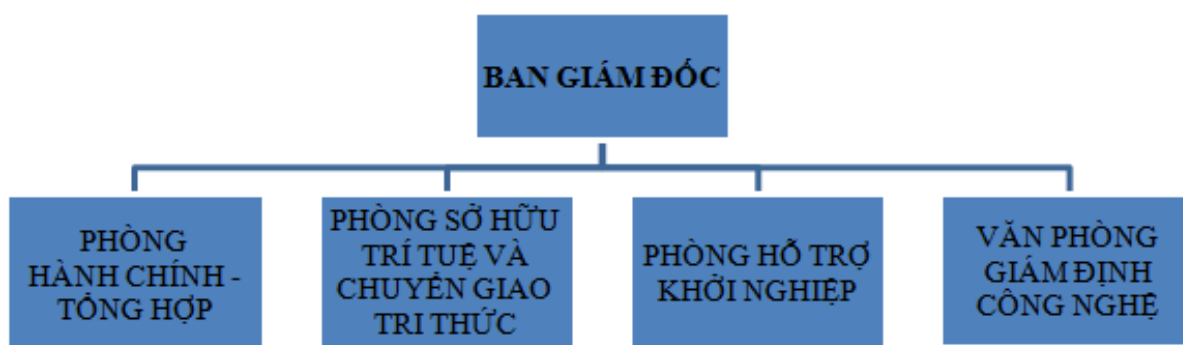 BAN GIÁM ĐỐC
PHÒNG
HÀNH CHÍNH -
TỔNG HỢP
PHÒNG SỞ HỮU
TRÍ TUỆ VÀ
CHUYỂN GIAO
TRI THỨC
PHÒNG HỖ TRỢ
KHỞI NGHIỆP
VĂN PHÒNG
GIÁM ĐỊNH
CÔNG NGHỆ